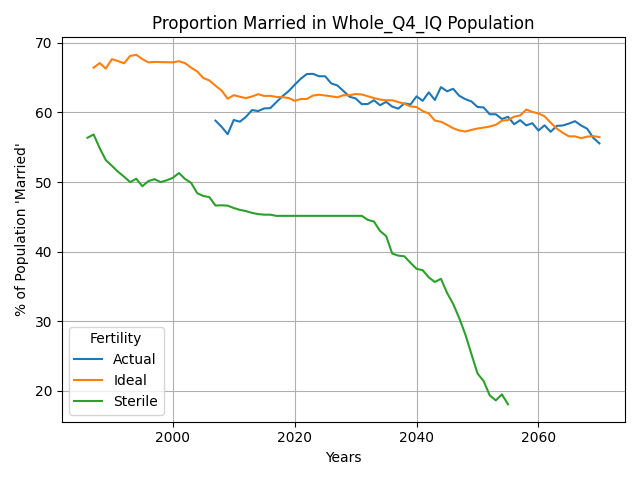 Proportion Married in Whole_Q4_IQ Population
% of Population 'Married'
70
60
50
40
30
20
Fertility
Actual
Ideal
Sterile
2000 2020 2040 2060
Years